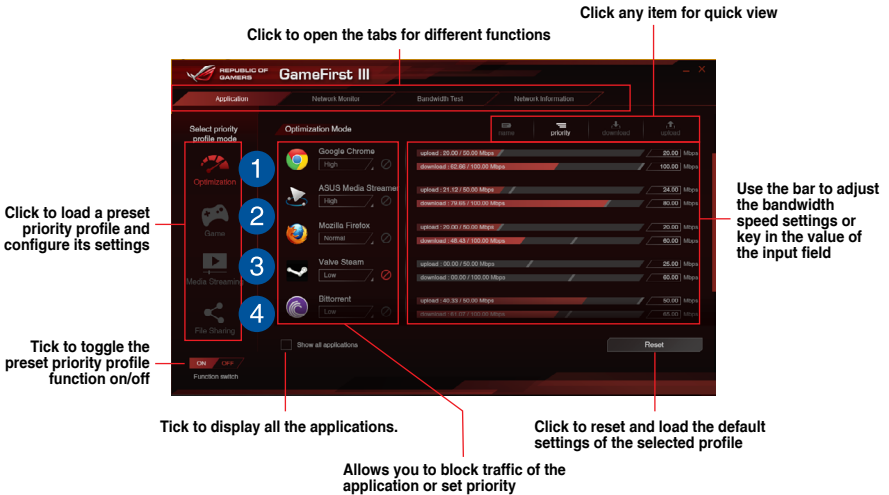 Click any item for quick view
Click to open the tabs for different functions
REPUBLIC OF
GAMERS
GameFirst III
Application
Network Monitor
Bandwidth Test
Network Information
Select priority
profile mode
Optimization Mode
name
priority
download
upload
1
Optimization
2
Game
3
Media Streaming
4
File Sharing
Google Chrome
High
upload : 20.00 / 50.00 Mbps
20.00 Mbps
download : 62.86 / 100.00 Mbps
100.00 Mbps
ASUS Media Streamer
High
upload : 21.12 / 50.00 Mbps
24.00 Mbps
download : 79.65 / 100.00 Mbps
80.00 Mbps
Mozilla Firefox
Normal
upload : 20.00 / 50.00 Mbps
20.00 Mbps
download : 48.43 / 100.00 Mbps
60.00 Mbps
Valve Steam
Low
upload : 00.00 / 50.00 Mbps
25.00 Mbps
download : 00.00 / 100.00 Mbps
60.00 Mbps
Bittorrent
Low
upload : 40.33 / 50.00 Mbps
50.00 Mbps
download : 61.07 / 100.00 Mbps
65.00 Mbps
Show all applications
Reset
ON OFF
Function switch
Click to load a preset
priority profile and
configure its settings
Tick to toggle the
preset priority profile
function on/off
Use the bar to adjust
the bandwidth
speed settings or
key in the value of
the input field
Tick to display all the applications.
Click to reset and load the default
settings of the selected profile
Allows you to block traffic of the
application or set priority